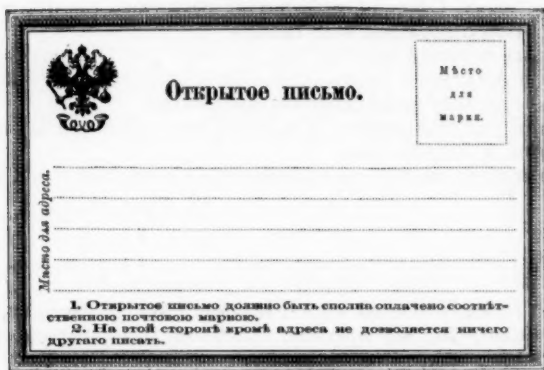 Открытое письмо.
Мѣсто
для
марки.
Мѣсто для адреса.
1. Открытое письмо должно быть сполна оплачено соотвѣт-
ственною почтовою маркою.
2. На этой сторонѣ кромѣ адреса не дозволяется ничего
другаго писать.